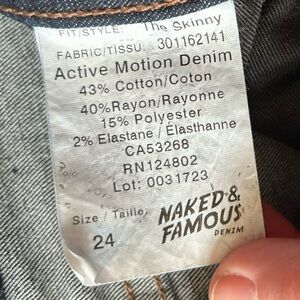 FIT/STYLE: The Skinny
FABRIC/TISSU: 301162141
Active Motion Denim
43% Cotton/Coton
40%Rayon/Rayonne
15% Polyester
2% Elastane / Élasthanne
CA53268
RN124802
Lot: 0031723
Size / Taille:
24
NAKED &
FAMOUS
DENIM